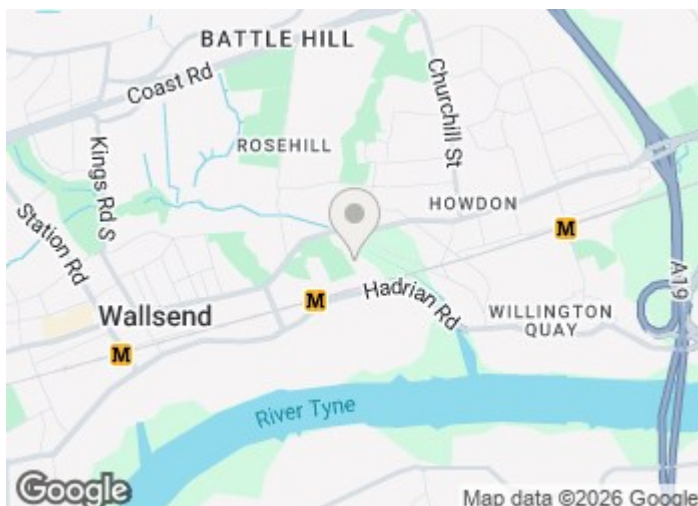 BATTLE HILL
Coast Rd
Churchill St
Kings Rd S
ROSEHILL
HOWDON
Station Rd
M
A19
M
Hadrian Rd
Wallsend
WILLINGTON
QUAY
M
River Tyne
Google
Map data ©2026 Google